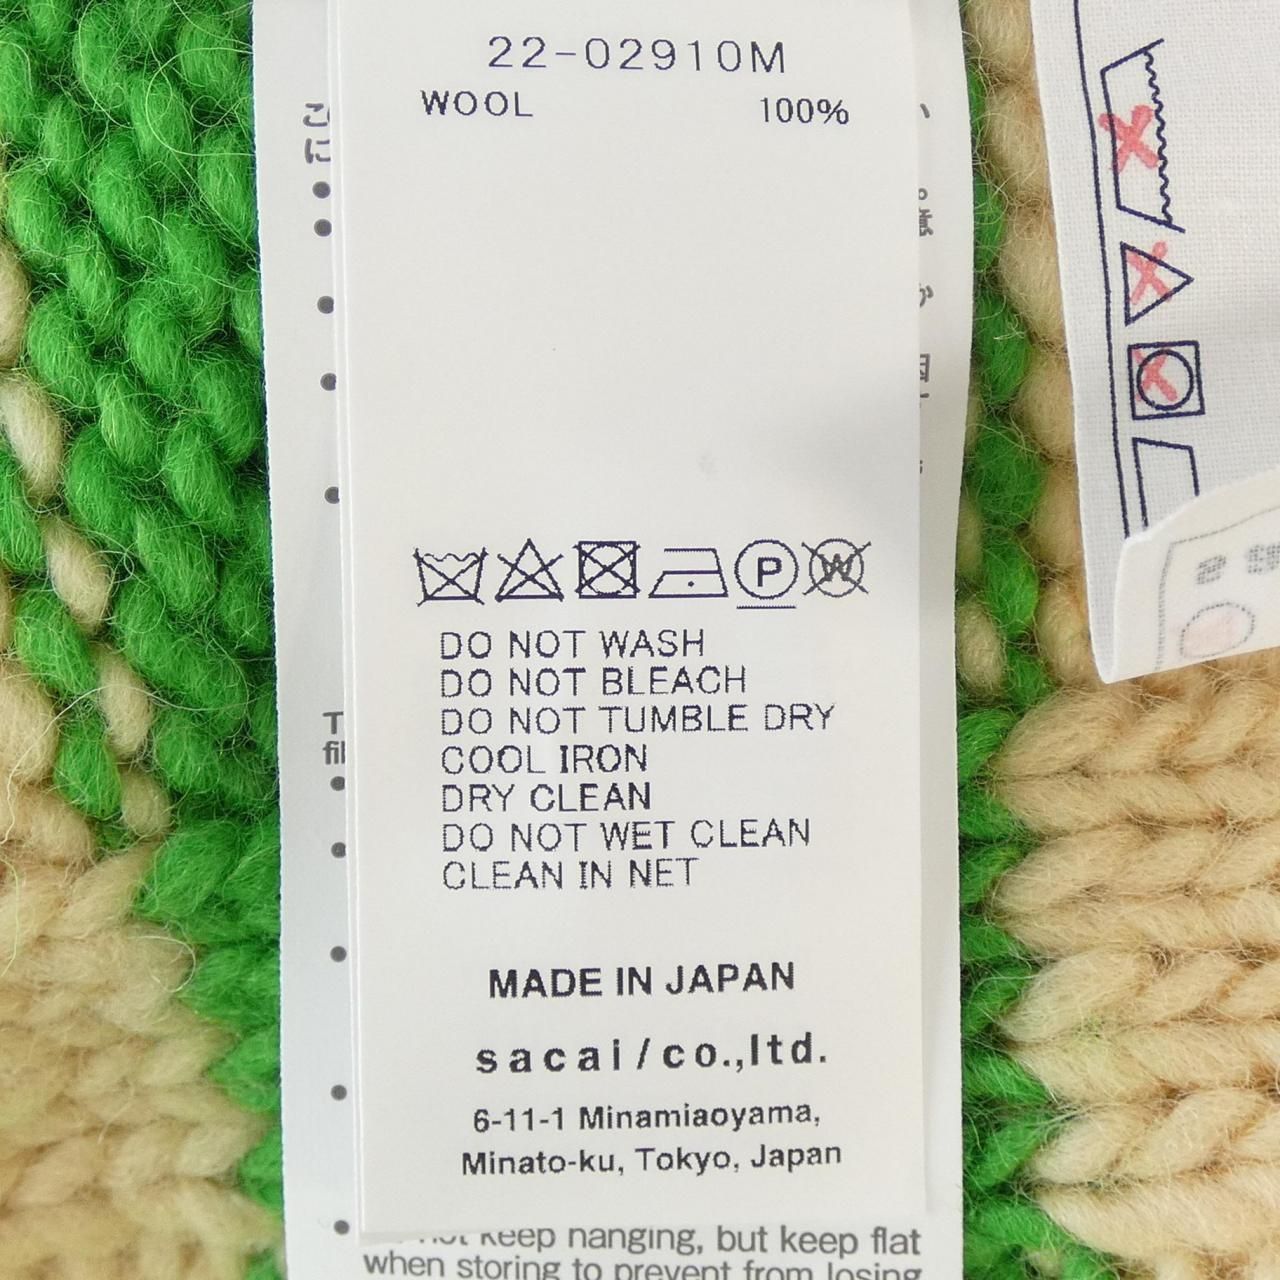 22-02910M
WOOL 100%
P
W
DO NOT WASH
DO NOT BLEACH
DO NOT TUMBLE DRY
COOL IRON
DRY CLEAN
DO NOT WET CLEAN
CLEAN IN NET
MADE IN JAPAN
sacai/co.,ltd.
6-11-1 Minamiaoyama,
Minato-ku, Tokyo, Japan
keep hanging, but keep flat
when storing to prevent from losing